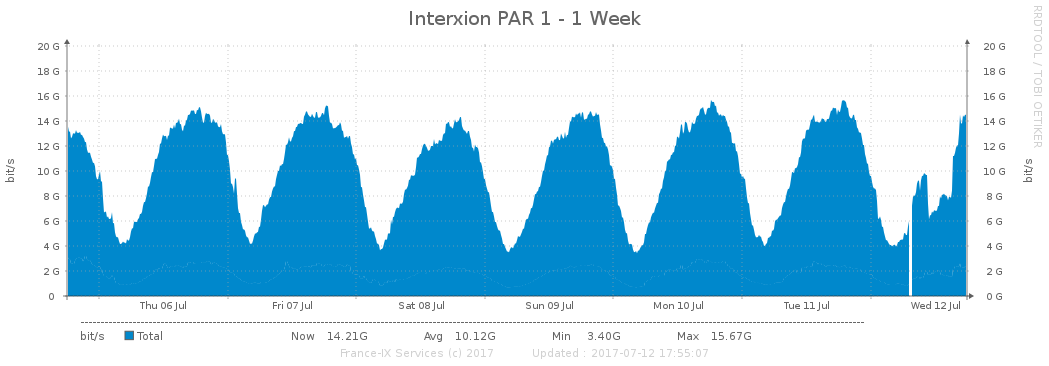 Interxion PAR 1 - 1 Week
RRDTOOL / TOBI OETIKER
20 G 20 G
18 G 18 G
16 G 16 G
14 G 14 G
12 G 12 G
10 G 10 G
8 G 8 G
6 G 6 G
4 G 4 G
2 G 2 G
0 0 G
bit/s
bit/s
Thu 06 Jul Fri 07 Jul Sat 08 Jul Sun 09 Jul Mon 10 Jul Tue 11 Jul Wed 12 Jul
bit/s Total Now 14.21G Avg 10.12G Min 3.40G Max 15.67G
France-IX Services (c) 2017 Updated : 2017-07-12 17:55:07